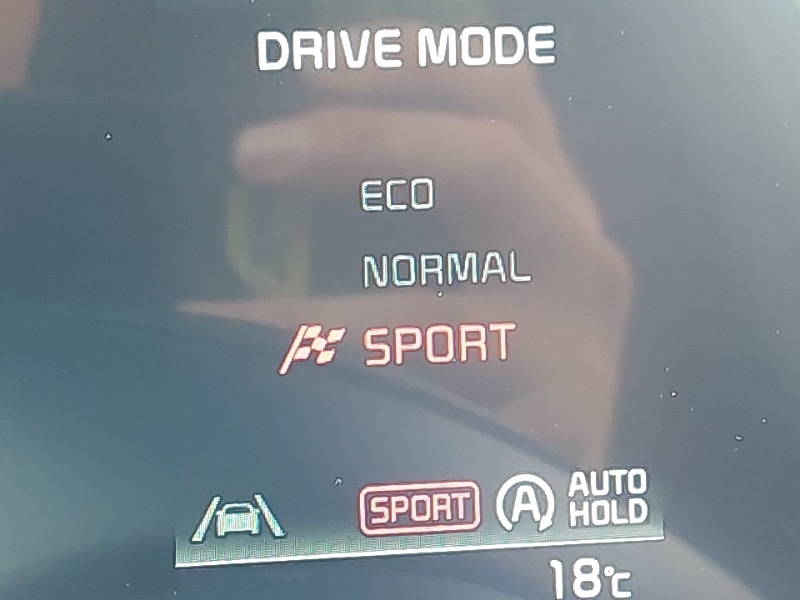 DRIVE MODE
ECO
NORMAL
SPORT
SPORT
A
AUTO
HOLD
18°C